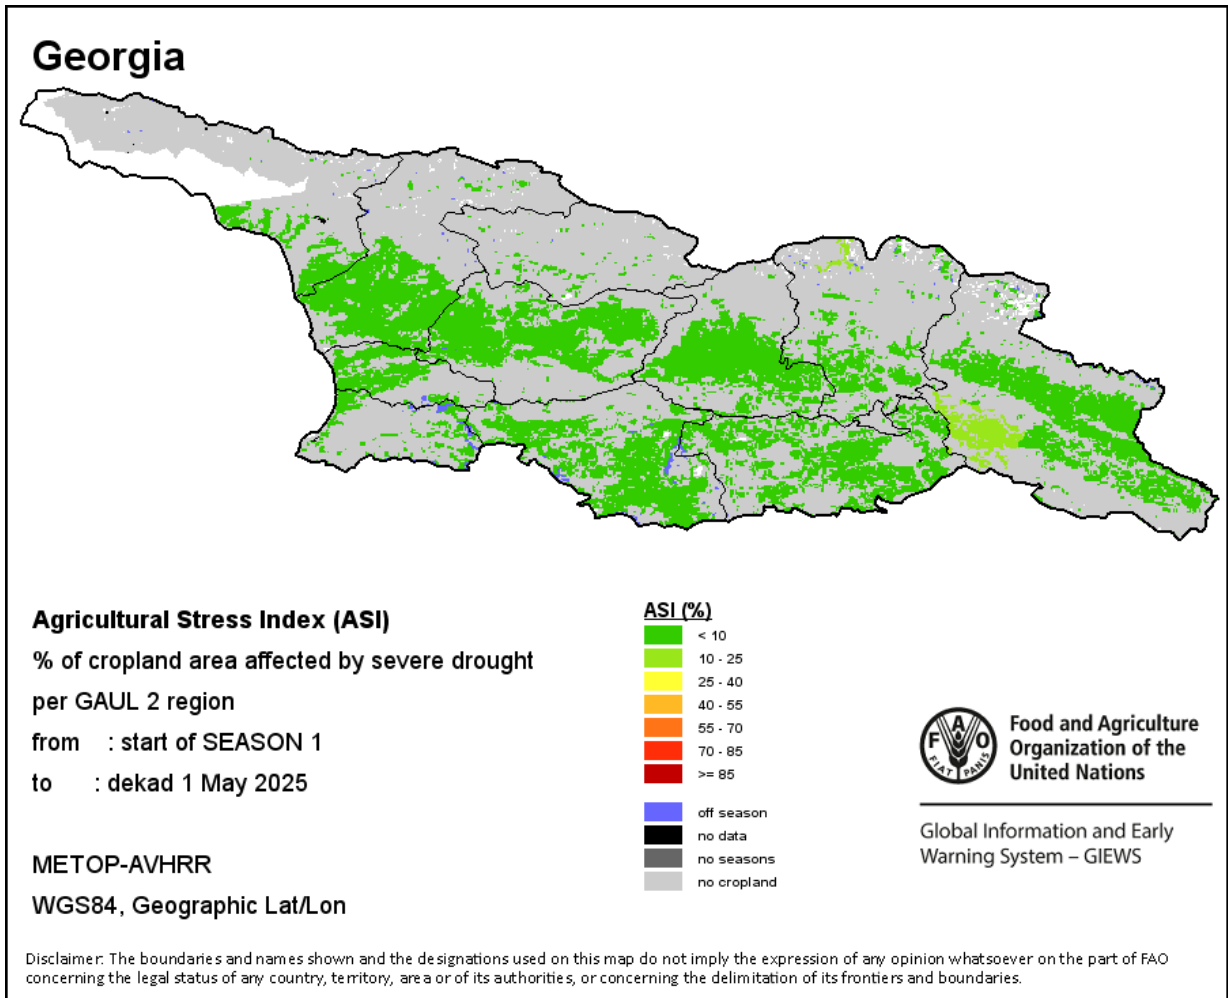 Georgia
Agricultural Stress Index (ASI)
% of cropland area affected by severe drought
per GAUL 2 region
from : start of SEASON 1
to : dekad 1 May 2025
METOP-AVHRR
WGS84, Geographic Lat/Lon
ASI (%)
< 10
10 - 25
25 - 40
40 - 55
55 - 70
70 - 85
>= 85
off season
no data
no seasons
no cropland
F A O
FIAT PANIS
Food and Agriculture
Organization of the
United Nations
Global Information and Early
Warning System – GIEWS
Disclaimer: The boundaries and names shown and the designations used on this map do not imply the expression of any opinion whatsoever on the part of FAO
concerning the legal status of any country, territory, area or of its authorities, or concerning the delimitation of its frontiers and boundaries.